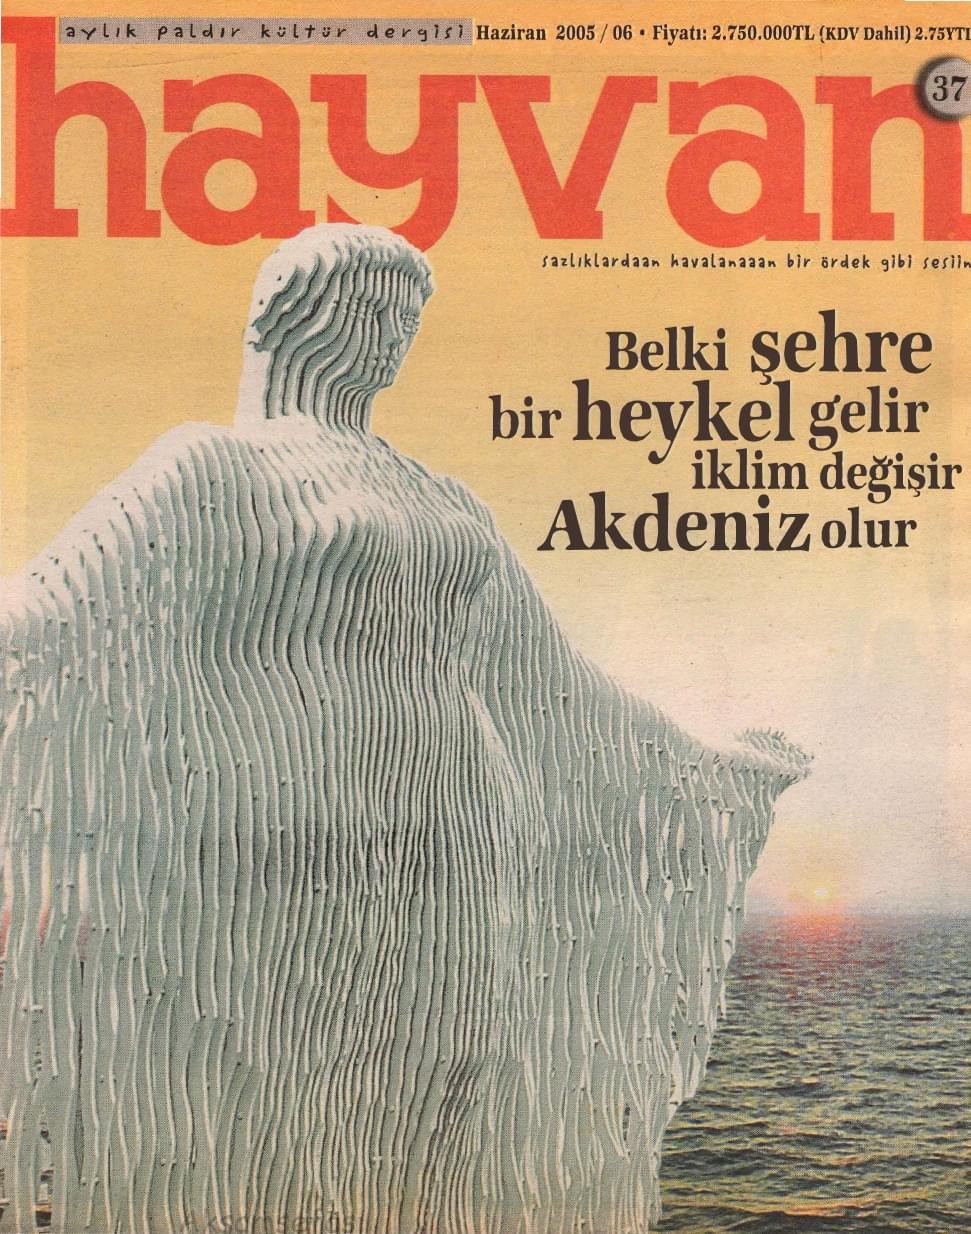 aylık paldır kültür dergisi Haziran 2005 / 06 • Fiyatı: 2.750.000TL (KDV Dahil) 2.75YTL
hayvan
37
sazlıklardaan havalanaaan bir ördek gibi sesiin
Belki şehre
bir heykel gelir
iklim değişir
Akdeniz olur